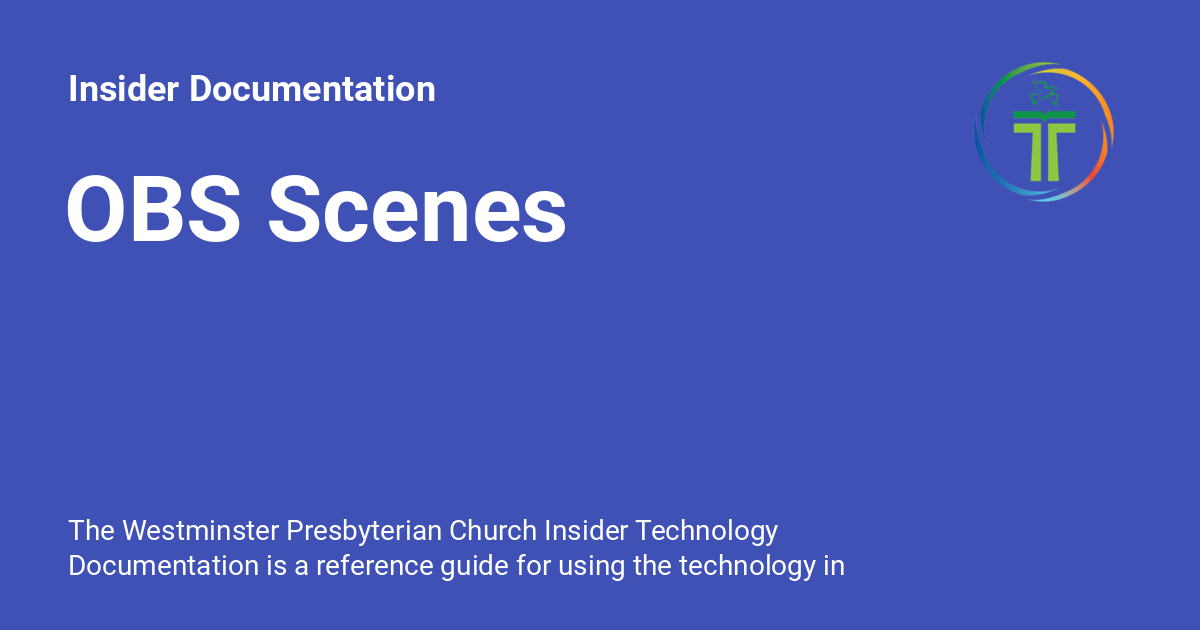 Insider Documentation
OBS Scenes
The Westminster Presbyterian Church Insider Technology
Documentation is a reference guide for using the technology in